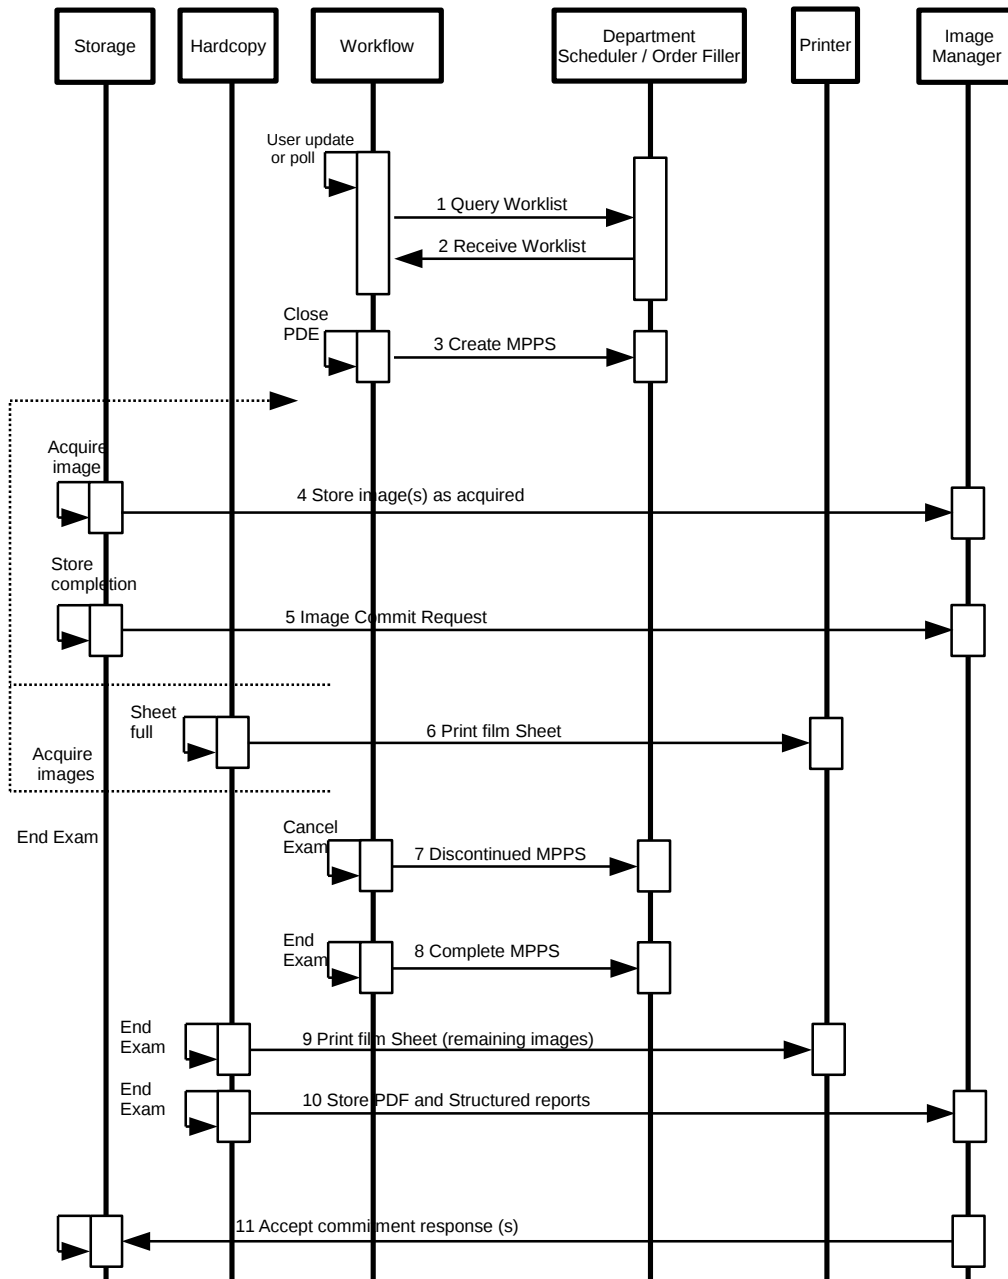 Storage
Hardcopy
Workflow
Department
Scheduler / Order Filler
Printer
Image
Manager
User update
or poll
1 Query Worklist
2 Receive Worklist
Close
PDE
3 Create MPPS
Acquire
image
4 Store image(s) as acquired
Store
completion
5 Image Commit Request
Sheet
full
6 Print film Sheet
Acquire
images
End Exam
Cancel
Exam
7 Discontinued MPPS
End
Exam
8 Complete MPPS
End
Exam
9 Print film Sheet (remaining images)
End
Exam
10 Store PDF and Structured reports
11 Accept commitment response (s)